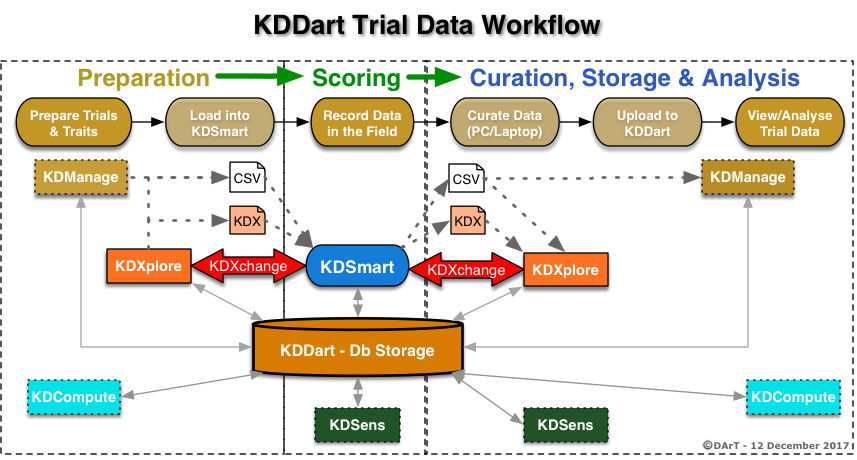 KDDart Trial Data Workflow
Preparation
Scoring
Curation, Storage & Analysis
Prepare Trials
& Traits
Load into
KDSmart
Record Data
in the Field
Curate Data
(PC/Laptop)
Upload to
KDDart
View/Analyse
Trial Data
KDManage
CSV
CSV
KDManage
KDX
KDX
KDXplore
KDXchange
KDSmart
KDXchange
KDXplore
KDDart - Db Storage
KDCompute
KDSens
KDSens
KDCompute
©DArT - 12 December 2017